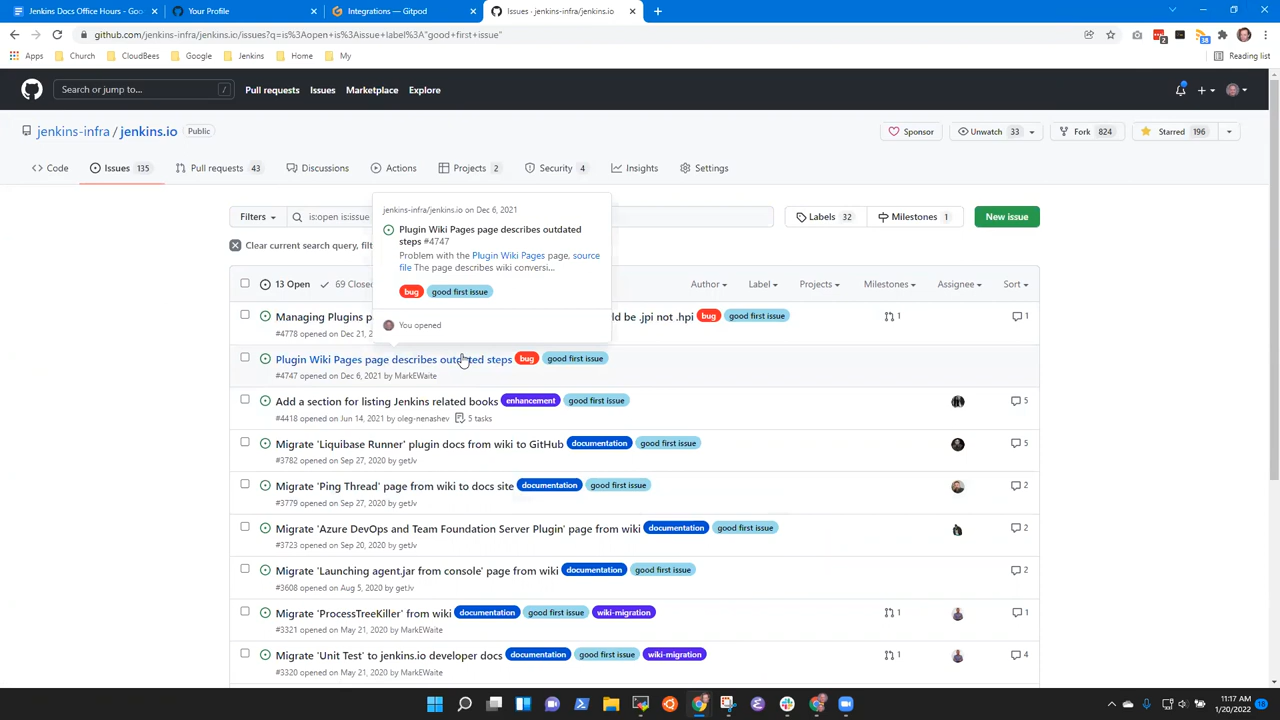 Jenkins Docs Office Hours - Goo
Your Profile
Integrations — Gitpod
Issues · jenkins-infra/jenkins.io
github.com/jenkins-infra/jenkins.io/issues?q=is%3Aopen+is%3Aissue+label%3A"good+first+issue"
Apps
Church
CloudBees
Google
Jenkins
Home
My
Reading list
Search or jump to...
/
Pull requests
Issues
Marketplace
Explore
jenkins-infra / jenkins.io
Public
Sponsor
Unwatch 33
Fork 824
Starred 196
Code
Issues 135
Pull requests 43
Discussions
Actions
Projects 2
Security 4
Insights
Settings
Filters
is:open is:issue
Labels 32
Milestones 1
New issue
jenkins-infra/jenkins.io on Dec 6, 2021
Plugin Wiki Pages page describes outdated
steps #4747
Problem with the Plugin Wiki Pages page, source
file The page describes wiki conversi...
bug good first issue
You opened
Clear current search query, filt
13 Open
69 Closed
Author
Label
Projects
Milestones
Assignee
Sort
Managing Plugins p
ld be .jpi not .hpi bug good first issue
1
1
#4778 opened on Dec 21, 2
Plugin Wiki Pages page describes outdated steps bug good first issue
#4747 opened on Dec 6, 2021 by MarkEWaite
Add a section for listing Jenkins related books enhancement good first issue
5
#4418 opened on Jun 14, 2021 by oleg-nenashev 5 tasks
Migrate 'Liquibase Runner' plugin docs from wiki to GitHub documentation good first issue
5
#3782 opened on Sep 27, 2020 by getlv
Migrate 'Ping Thread' page from wiki to docs site documentation good first issue
2
#3779 opened on Sep 27, 2020 by getlv
Migrate 'Azure DevOps and Team Foundation Server Plugin' page from wiki documentation good first issue
2
#3723 opened on Sep 20, 2020 by getlv
Migrate 'Launching agent.jar from console' page from wiki documentation good first issue
2
#3608 opened on Aug 5, 2020 by getlv
Migrate 'ProcessTreeKiller' from wiki documentation good first issue wiki-migration
1
1
#3321 opened on May 21, 2020 by MarkEWaite
Migrate 'Unit Test' to jenkins.io developer docs documentation good first issue wiki-migration
1
4
#3320 opened on May 21, 2020 by MarkEWaite
11:17 AM
1/20/2022